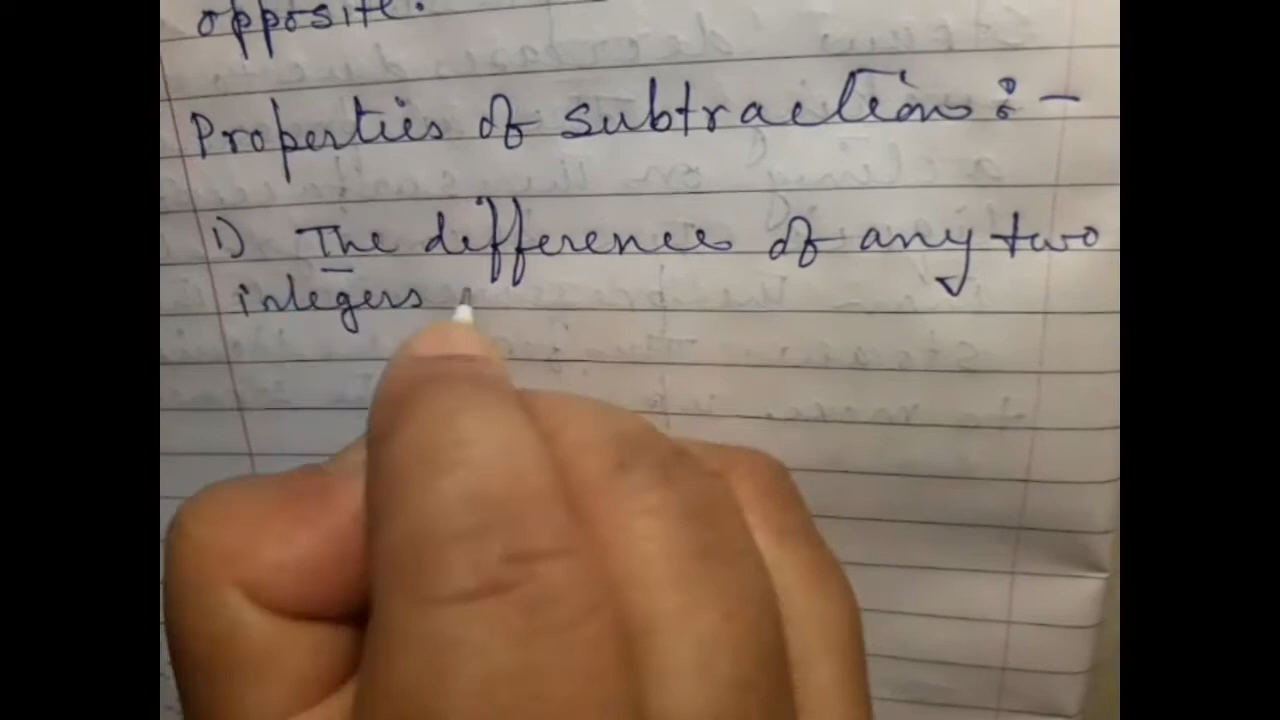 opposite.
Properties of subtraction :-
1) The difference of any two
integers